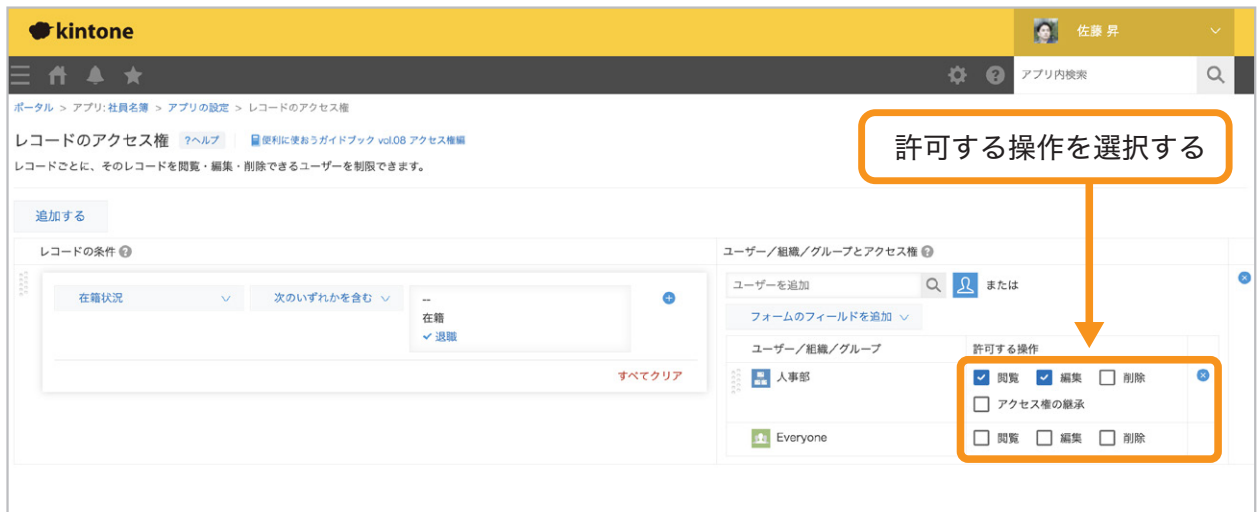 kintone
佐藤 昇
アプリ内検索
ポータル > アプリ: 社員名簿 > アプリの設定 > レコードのアクセス権
レコードのアクセス権 ?ヘルプ 便利に使おうガイドブック vol.08 アクセス権編
レコードごとに、そのレコードを閲覧・編集・削除できるユーザーを制限できます。
許可する操作を選択する
追加する
レコードの条件 ?
在籍状況 次のいずれかを含む
--
在籍
退職
すべてクリア
ユーザー／組織／グループとアクセス権 ?
ユーザーを追加 または
フォームのフィールドを追加
ユーザー／組織／グループ 許可する操作
人事部 閲覧 編集 削除
アクセス権の継承
Everyone 閲覧 編集 削除